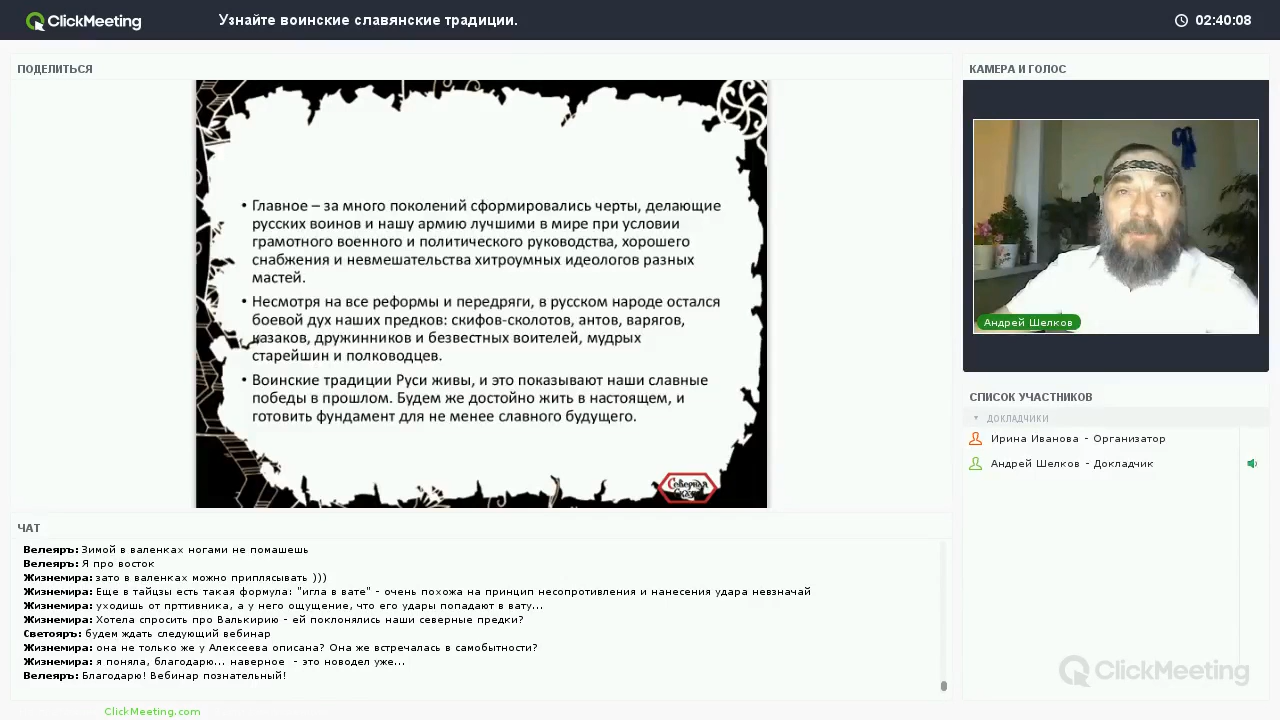 ClickMeeting
Узнайте воинские славянские традиции.
02:40:08
ПОДЕЛИТЬСЯ
• Главное – за много поколений сформировались черты, делающие
русских воинов и нашу армию лучшими в мире при условии
грамотного военного и политического руководства, хорошего
снабжения и невмешательства хитроумных идеологов разных
мастей.
• Несмотря на все реформы и передряги, в русском народе остался
боевой дух наших предков: скифов-сколотов, антов, варягов,
казаков, дружинников и безвестных воителей, мудрых
старейшин и полководцев.
• Воинские традиции Руси живы, и это показывают наши славные
победы в прошлом. Будем же достойно жить в настоящем, и
готовить фундамент для не менее славного будущего.
Северная
КАМЕРА И ГОЛОС
Андрей Шелков
СПИСОК УЧАСТНИКОВ
ДОКЛАДЧИКИ
Ирина Иванова - Организатор
Андрей Шелков - Докладчик
ЧАТ
Велеяръ: Зимой в валенках ногами не помашешь
Велеяръ: Я про восток
Жизнемира: зато в валенках можно приплясывать )))
Жизнемира: Еще в тайцзы есть такая формула: "игла в вате" - очень похожа на принцип несопротивления и нанесения удара невзначай
Жизнемира: уходишь от прттивника, а у него ощущение, что его удары попадают в вату...
Жизнемира: Хотела спросить про Валькирию - ей поклонялись наши северные предки?
Светояръ: будем ждать следующий вебинар
Жизнемира: она не только же у Алексеева описана? Она же встречалась в самобытности?
Жизнемира: я поняла, благодарю... наверное - это новодел уже...
Велеяръ: Благодарю! Вебинар познательный!
ClickMeeting
ClickMeeting.com